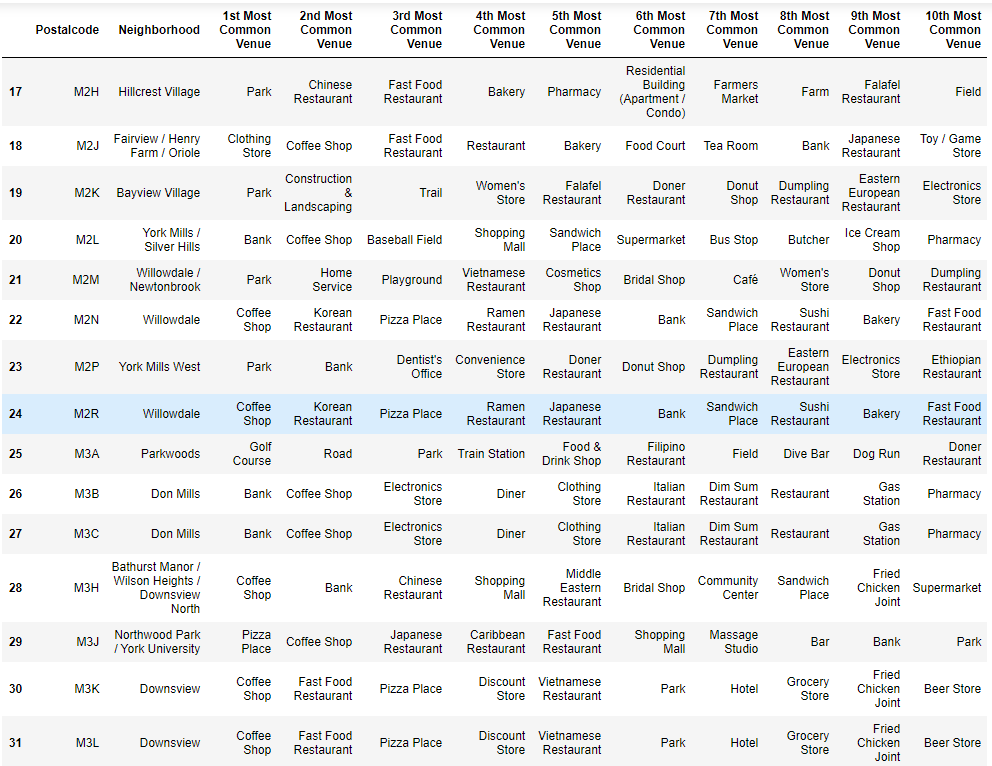 Postalcode Neighborhood 1st Most Common Venue 2nd Most Common Venue 3rd Most Common Venue 4th Most Common Venue 5th Most Common Venue 6th Most Common Venue 7th Most Common Venue 8th Most Common Venue 9th Most Common Venue 10th Most Common Venue
17 M2H Hillcrest Village Park Chinese Restaurant Fast Food Restaurant Bakery Pharmacy Residential Building (Apartment / Condo) Farmers Market Farm Falafel Restaurant Field
18 M2J Fairview / Henry Farm / Oriole Clothing Store Coffee Shop Fast Food Restaurant Restaurant Bakery Food Court Tea Room Bank Japanese Restaurant Toy / Game Store
19 M2K Bayview Village Park Construction & Landscaping Trail Women's Store Falafel Restaurant Doner Restaurant Donut Shop Dumpling Restaurant Eastern European Restaurant Electronics Store
20 M2L York Mills / Silver Hills Bank Coffee Shop Baseball Field Shopping Mall Sandwich Place Supermarket Bus Stop Butcher Ice Cream Shop Pharmacy
21 M2M Willowdale / Newtonbrook Park Home Service Playground Vietnamese Restaurant Cosmetics Shop Bridal Shop Café Women's Store Donut Shop Dumpling Restaurant
22 M2N Willowdale Coffee Shop Korean Restaurant Pizza Place Ramen Restaurant Japanese Restaurant Bank Sandwich Place Sushi Restaurant Bakery Fast Food Restaurant
23 M2P York Mills West Park Bank Dentist's Office Convenience Store Doner Restaurant Donut Shop Dumpling Restaurant Eastern European Restaurant Electronics Store Ethiopian Restaurant
24 M2R Willowdale Coffee Shop Korean Restaurant Pizza Place Ramen Restaurant Japanese Restaurant Bank Sandwich Place Sushi Restaurant Bakery Fast Food Restaurant
25 M3A Parkwoods Golf Course Road Park Train Station Food & Drink Shop Filipino Restaurant Field Dive Bar Dog Run Doner Restaurant
26 M3B Don Mills Bank Coffee Shop Electronics Store Diner Clothing Store Italian Restaurant Dim Sum Restaurant Restaurant Gas Station Pharmacy
27 M3C Don Mills Bank Coffee Shop Electronics Store Diner Clothing Store Italian Restaurant Dim Sum Restaurant Restaurant Gas Station Pharmacy
28 M3H Bathurst Manor / Wilson Heights / Downsview North Coffee Shop Bank Chinese Restaurant Shopping Mall Middle Eastern Restaurant Bridal Shop Community Center Sandwich Place Fried Chicken Joint Supermarket
29 M3J Northwood Park / York University Pizza Place Coffee Shop Japanese Restaurant Caribbean Restaurant Fast Food Restaurant Shopping Mall Massage Studio Bar Bank Park
30 M3K Downsview Coffee Shop Fast Food Restaurant Pizza Place Discount Store Vietnamese Restaurant Park Hotel Grocery Store Fried Chicken Joint Beer Store
31 M3L Downsview Coffee Shop Fast Food Restaurant Pizza Place Discount Store Vietnamese Restaurant Park Hotel Grocery Store Fried Chicken Joint Beer Store